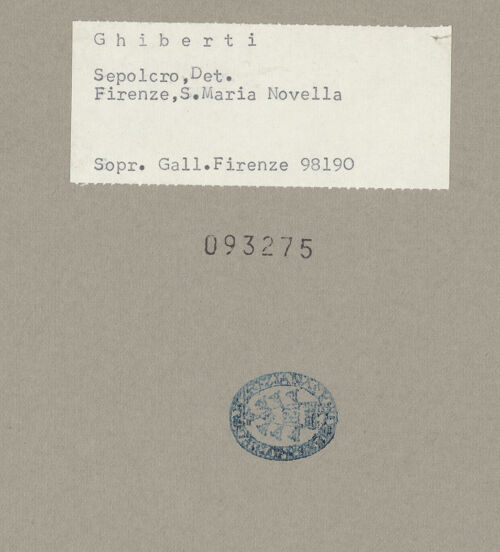 Ghiberti
Sepolcro,Det.
Firenze,S.Maria Novella
Sopr. Gall.Firenze 98190
093275